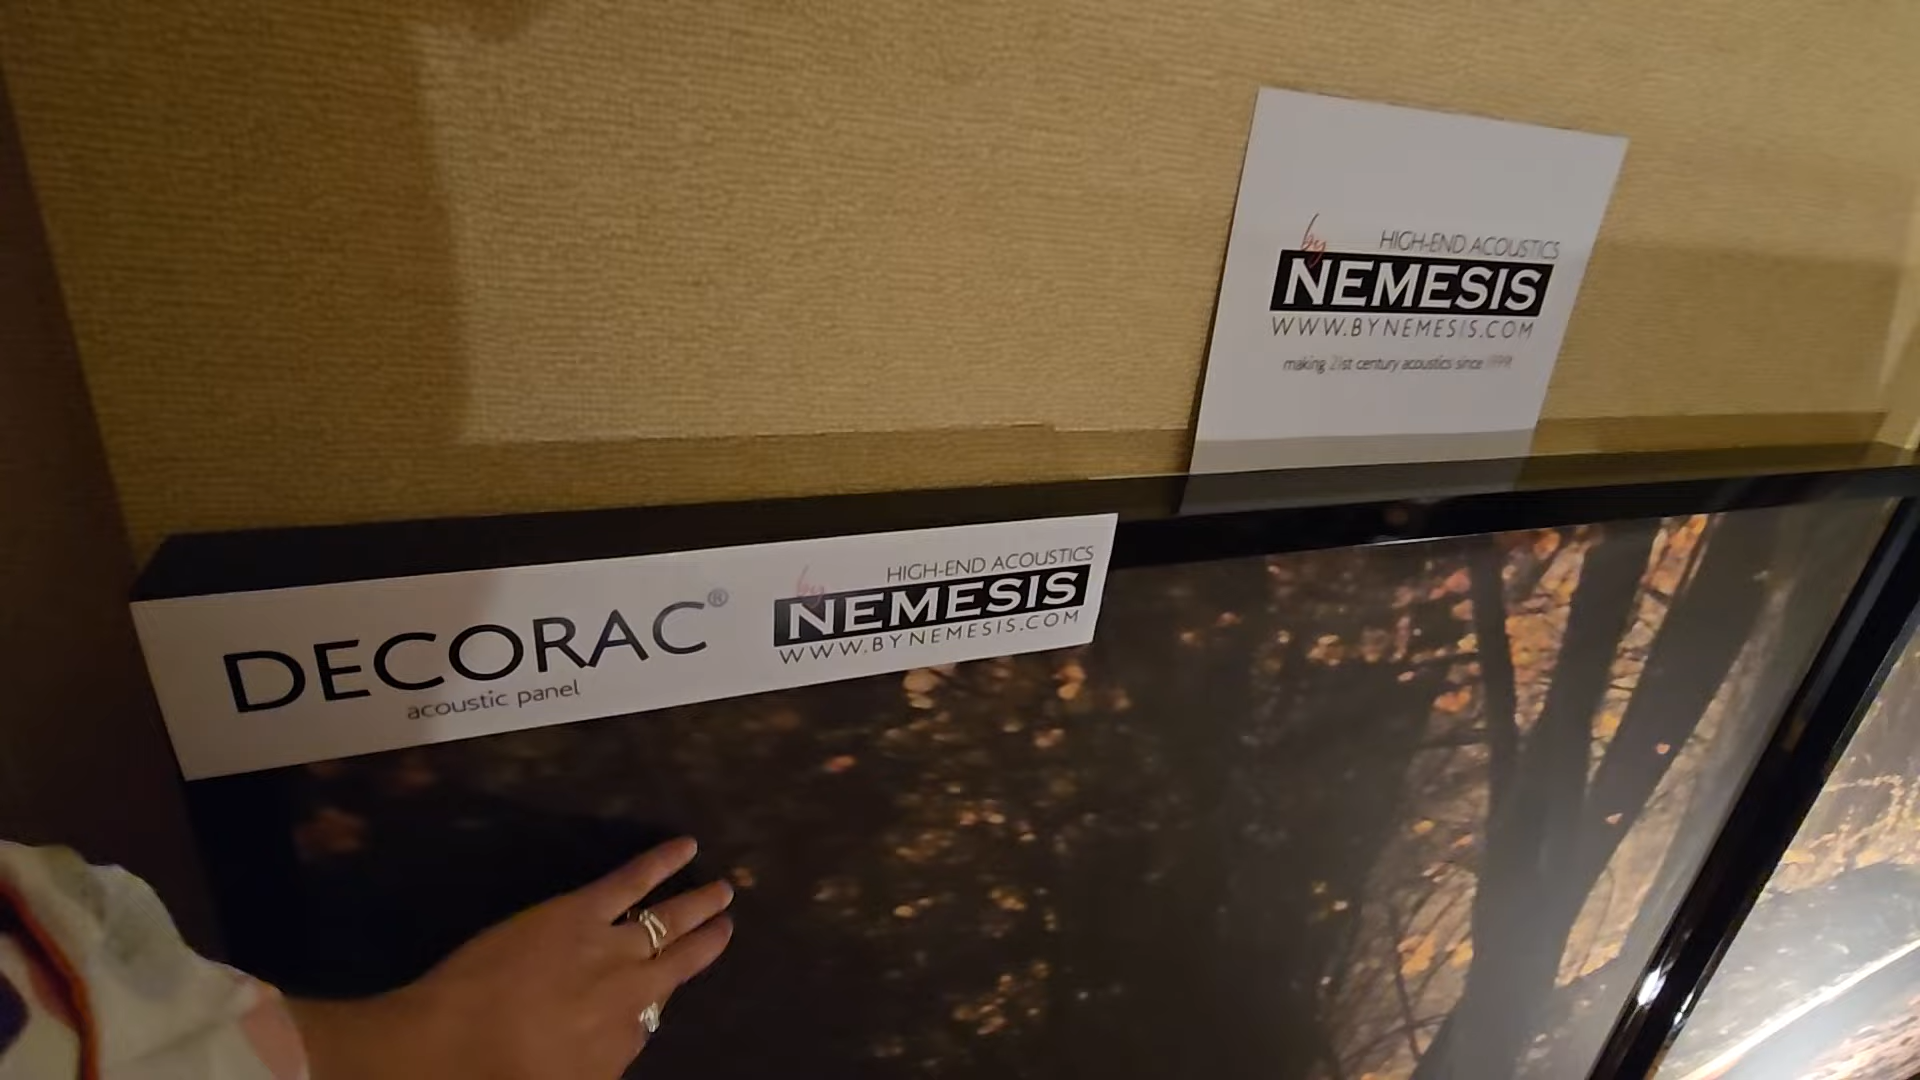 by HIGH-END ACOUSTICS
NEMESIS
WWW.BYNEMESIS.COM
making 21st century acoustics since
DECORAC®
acoustic panel
by HIGH-END ACOUSTICS
NEMESIS
WWW.BYNEMESIS.COM